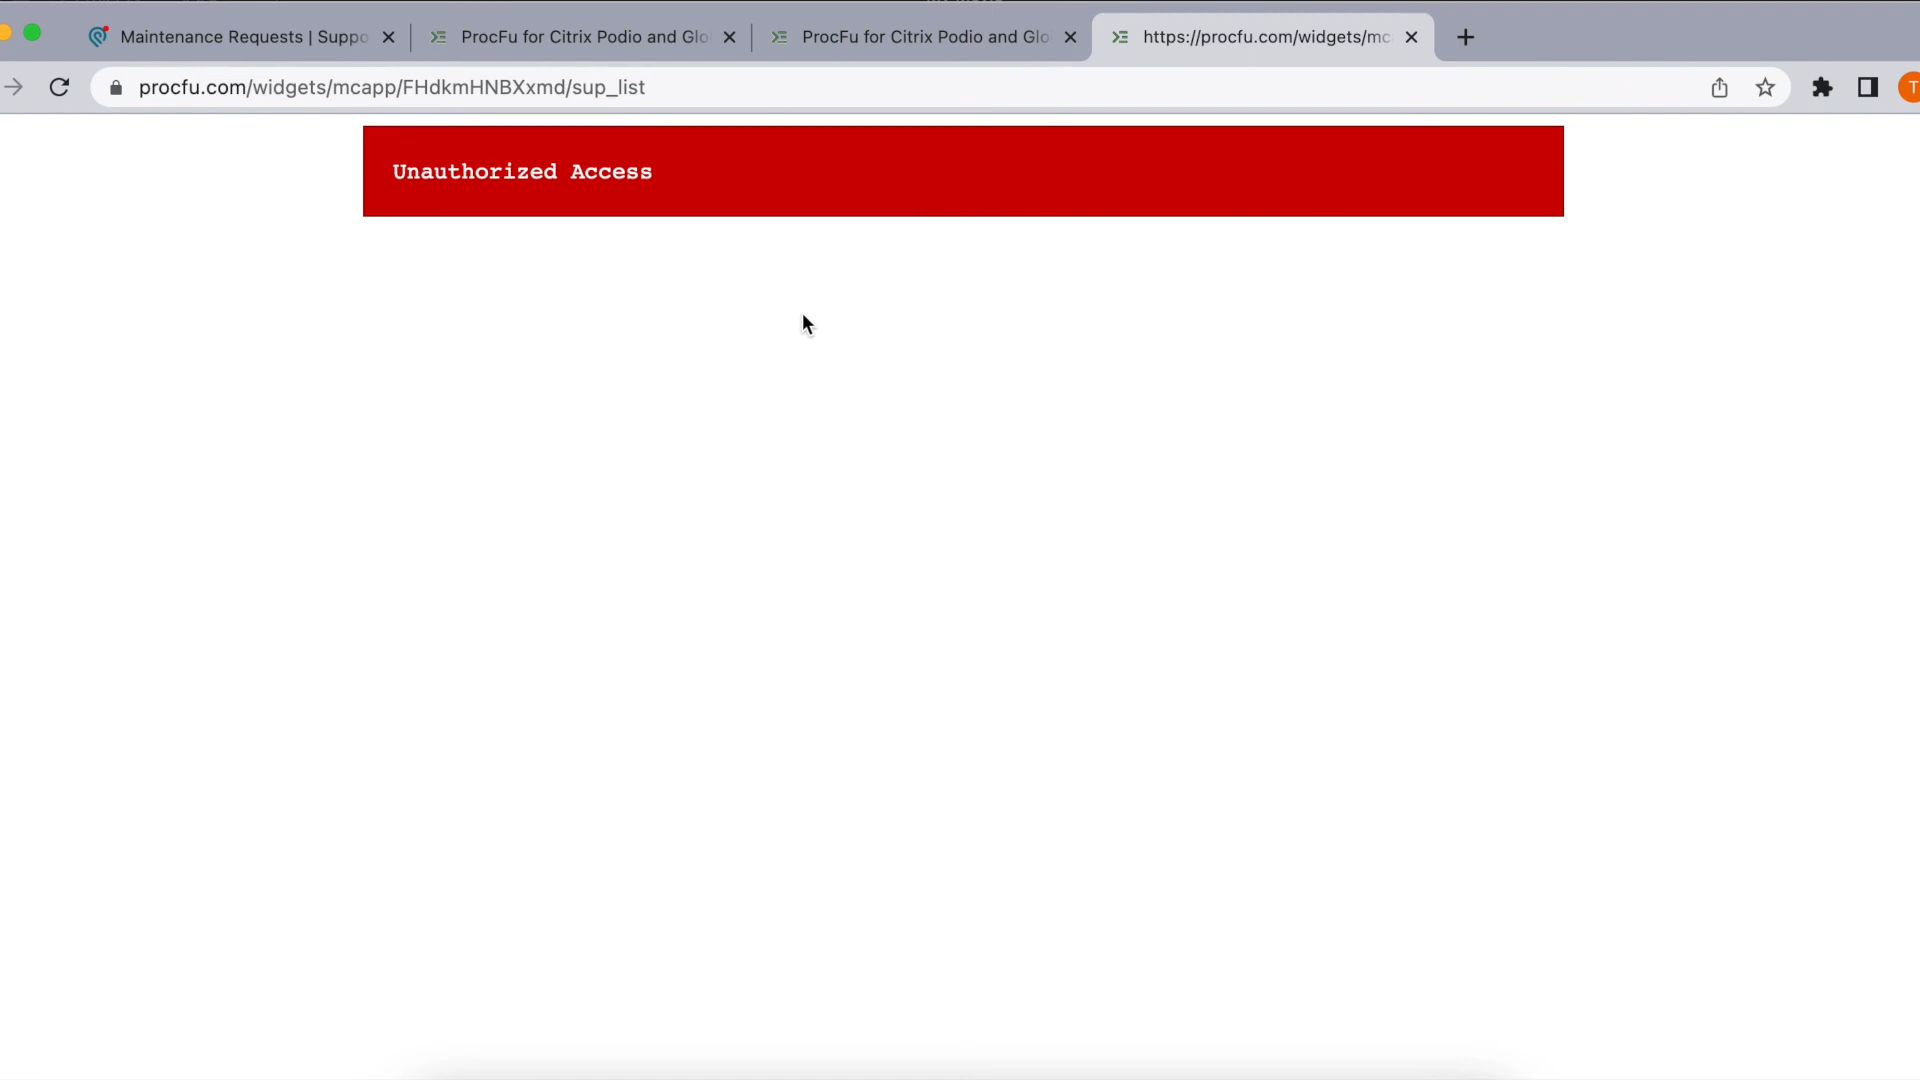 Maintenance Requests | Suppo
ProcFu for Citrix Podio and Glo
ProcFu for Citrix Podio and Glo
https://procfu.com/widgets/mc
procfu.com/widgets/mcapp/FHdkmHNBXxmd/sup_list
T
Unauthorized Access